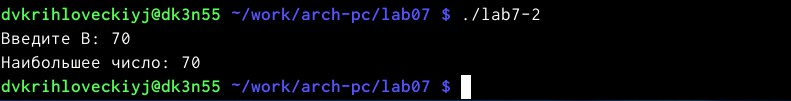 dvkrihloveckiyj@dk3n55 ~/work/arch-pc/lab07 $ ./lab7-2
Введите B: 70
Наибольшее число: 70
dvkrihloveckiyj@dk3n55 ~/work/arch-pc/lab07 $